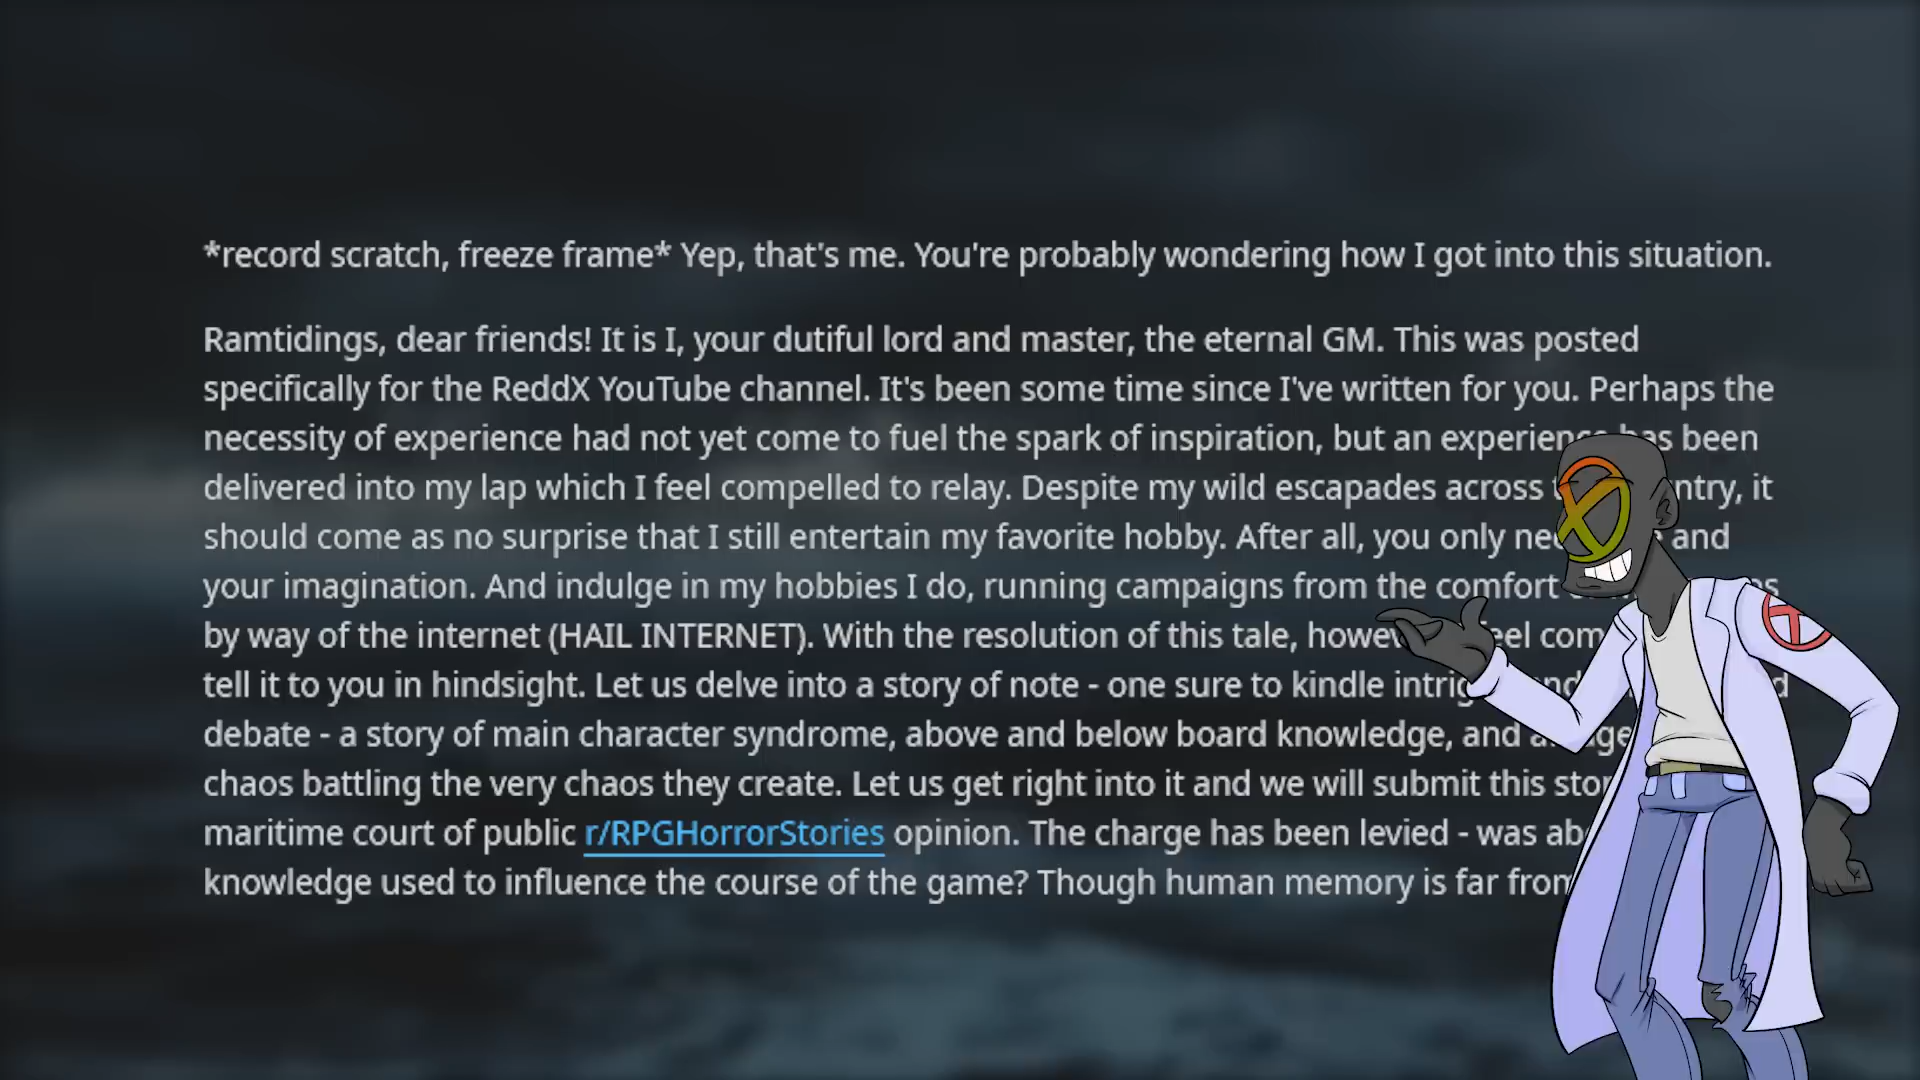 *record scratch, freeze frame* Yep, that's me. You're probably wondering how I got into this situation.
Ramtidings, dear friends! It is I, your dutiful lord and master, the eternal GM. This was posted
specifically for the ReddX YouTube channel. It's been some time since I've written for you. Perhaps the
necessity of experience had not yet come to fuel the spark of inspiration, but an experience has been
delivered into my lap which I feel compelled to relay. Despite my wild escapades across it
should come as no surprise that I still entertain my favorite hobby. After all, you only and
your imagination. And indulge in my hobbies I do, running campaigns from the comfort
by way of the internet (HAIL INTERNET). With the resolution of this tale, feel
tell it to you in hindsight. Let us delve into a story of note - one sure to kindle
debate - a story of main character syndrome, above and below board knowledge, and
chaos battling the very chaos they create. Let us get right into it and we will submit this
maritime court of public r/RPGHorrorStories opinion. The charge has been levied - was
knowledge used to influence the course of the game? Though human memory is far from